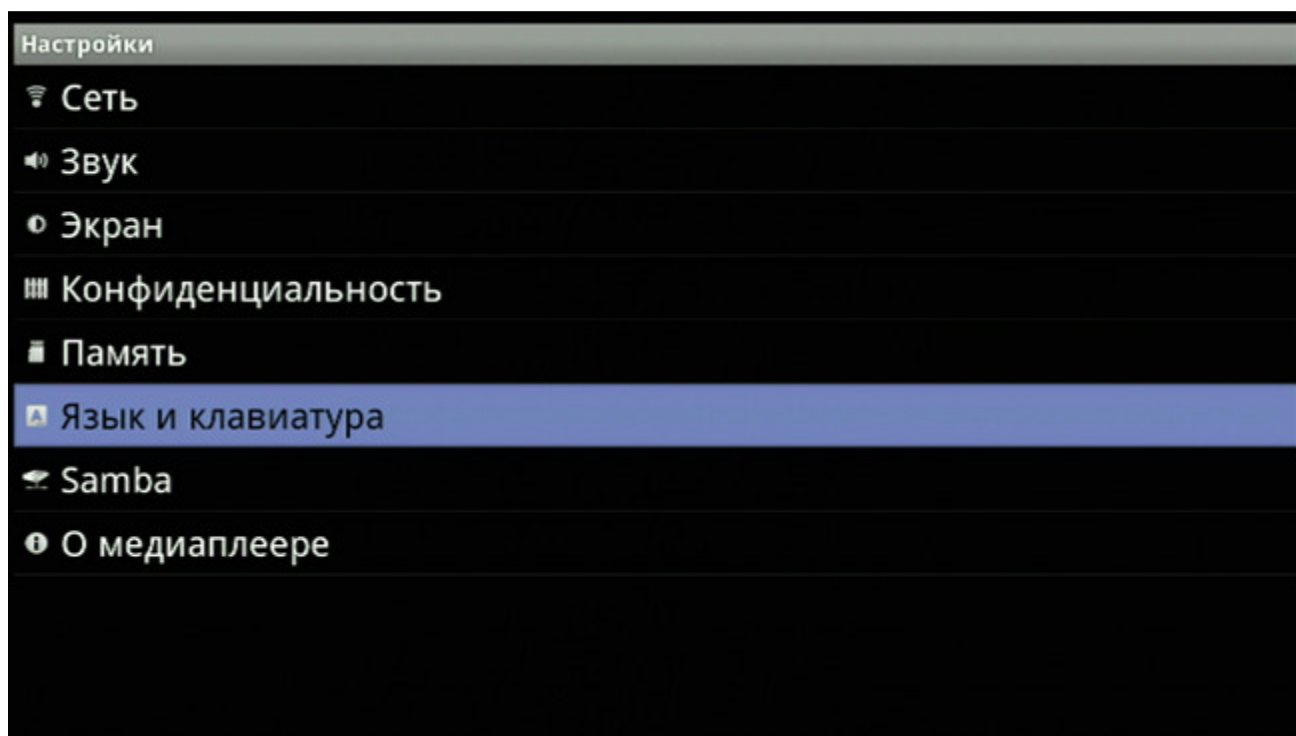 Настройки
Сеть
Звук
Экран
Конфиденциальность
Память
Язык и клавиатура
Samba
О медиаплеере